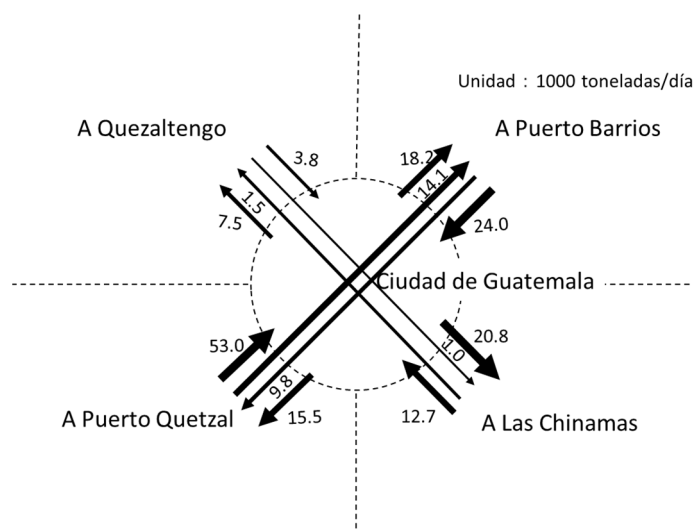 Unidad : 1000 toneladas/día
A Quezaltengo
A Puerto Barrios
3.8
18.2
14.1
1.5
7.5
24.0
Ciudad de Guatemala
53.0
20.8
1.0
9.8
A Puerto Quetzal
15.5
12.7
A Las Chinamas